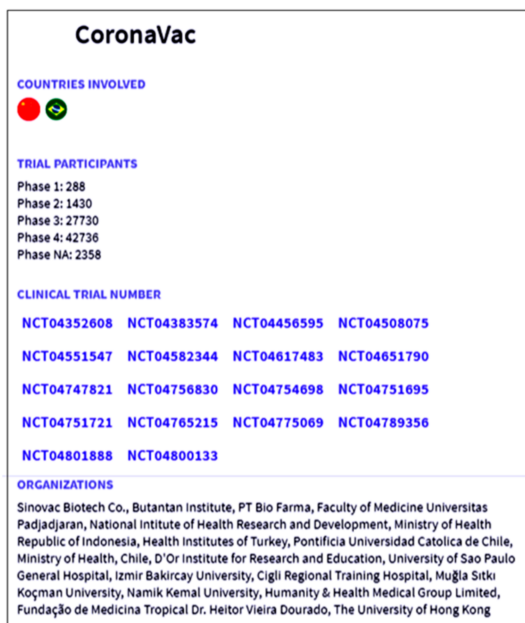 CoronaVac
COUNTRIES INVOLVED
TRIAL PARTICIPANTS
Phase 1: 288
Phase 2: 1430
Phase 3: 27730
Phase 4: 42736
Phase NA: 2358
CLINICAL TRIAL NUMBER
NCT04352608 NCT04383574 NCT04456595 NCT04508075
NCT04551547 NCT04582344 NCT04617483 NCT04651790
NCT04747821 NCT04756830 NCT04754698 NCT04751695
NCT04751721 NCT04765215 NCT04775069 NCT04789356
NCT04801888 NCT04800133
ORGANIZATIONS
Sinovac Biotech Co., Butantan Institute, PT Bio Farma, Faculty of Medicine Universitas
Padjadjaran, National Intitute of Health Research and Development, Ministry of Health
Republic of Indonesia, Health Institutes of Turkey, Pontificia Universidad Catolica de Chile,
Ministry of Health, Chile, D'Or Institute for Research and Education, University of Sao Paulo
General Hospital, Izmir Bakircay University, Cigli Regional Training Hospital, Muğla Sıtkı
Koçman University, Namik Kemal University, Humanity & Health Medical Group Limited,
Fundação de Medicina Tropical Dr. Heitor Vieira Dourado, The University of Hong Kong